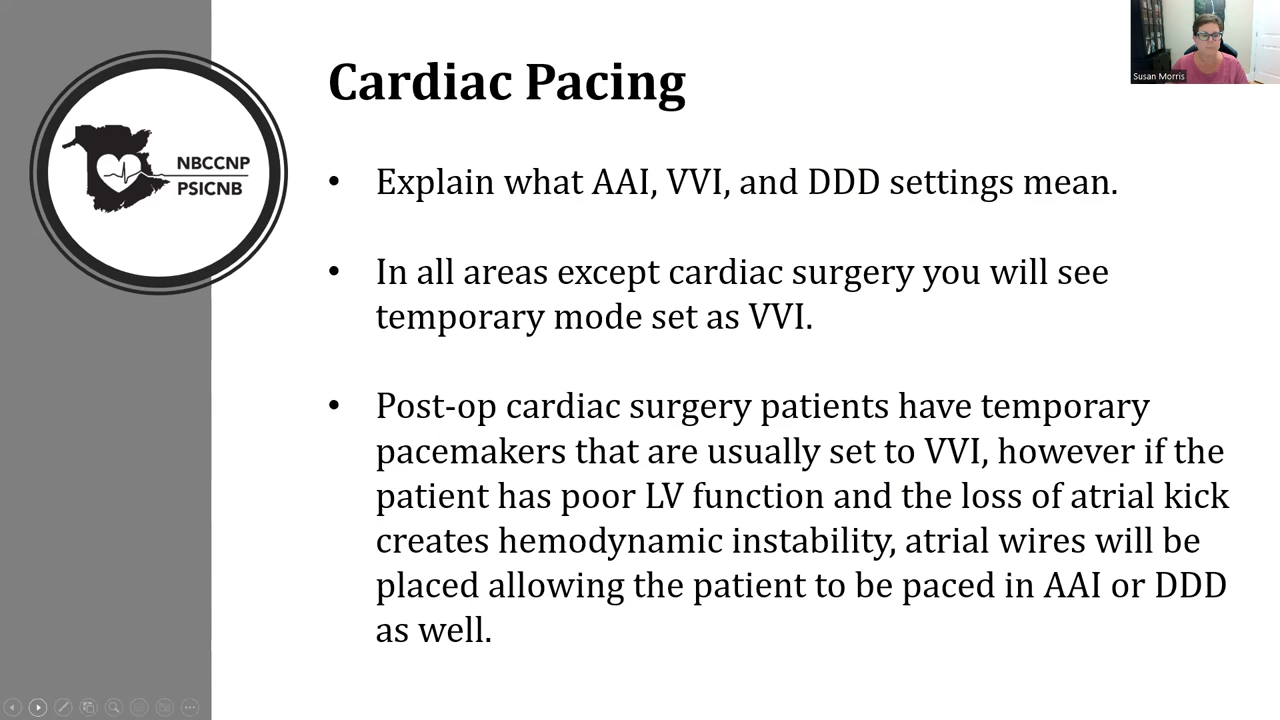 Cardiac Pacing
Susan Morris
NBCCNP
PSICNB
• Explain what AAI, VVI, and DDD settings mean.
• In all areas except cardiac surgery you will see
temporary mode set as VVI.
• Post-op cardiac surgery patients have temporary
pacemakers that are usually set to VVI, however if the
patient has poor LV function and the loss of atrial kick
creates hemodynamic instability, atrial wires will be
placed allowing the patient to be paced in AAI or DDD
as well.